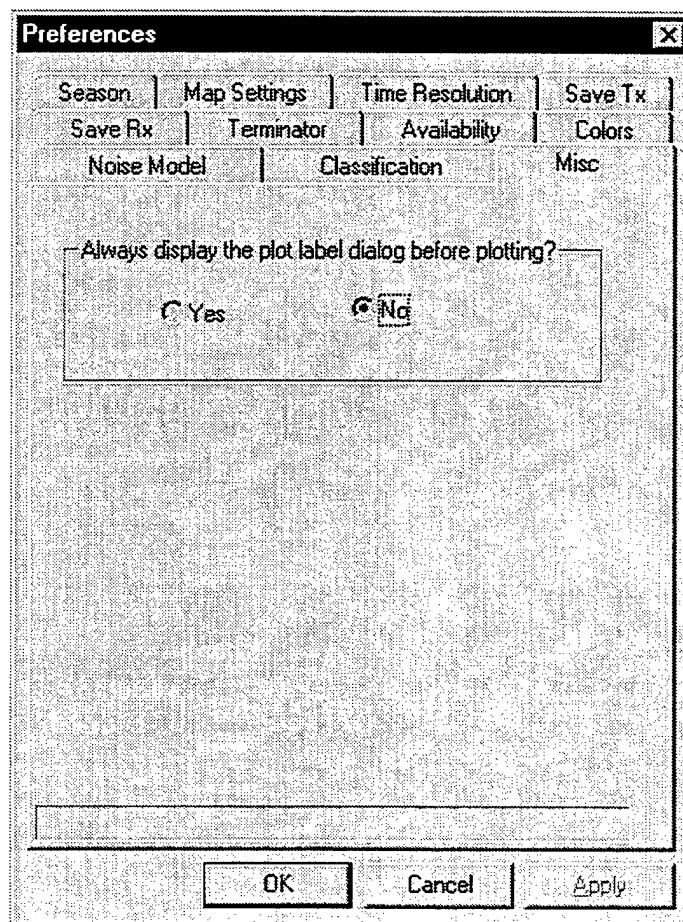 Preferences
Season Map Settings Time Resolution Save Tx
Save Rx Terminator Availability Colors
Noise Model Classification Misc
Always display the plot label dialog before plotting?
Yes No
OK Cancel Apply